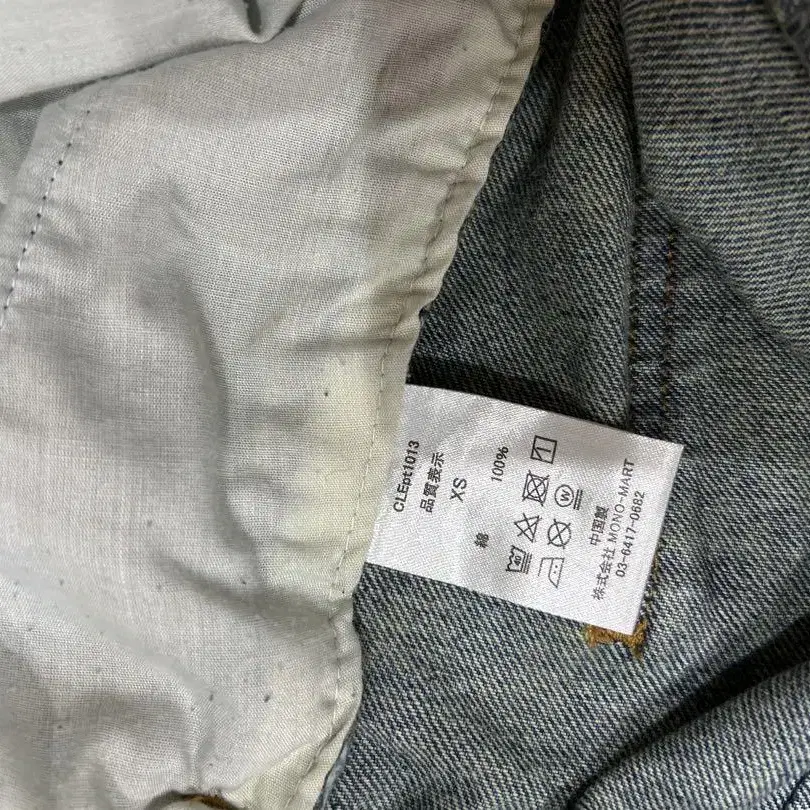 CLEpt1013
品質表示
XS
綿 100%
中国製
株式会社 MONO-MART
03-6417-0682